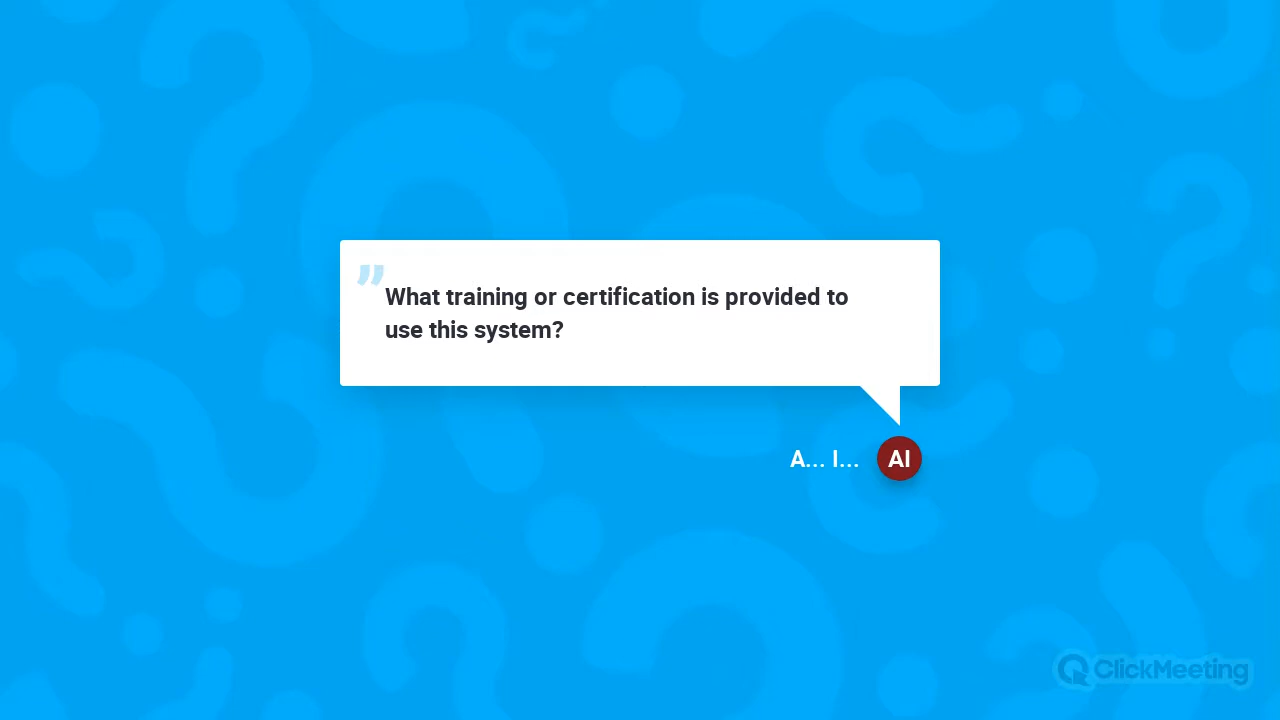 What training or certification is provided to
use this system?
A... I...
AI
ClickMeeting